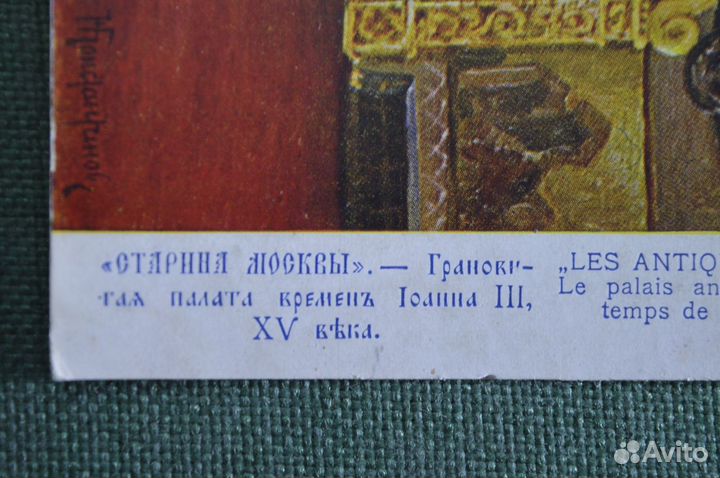 «СТАРИНА МОСКВЫ». — Гранови-
тая палата временъ Іоанна III,
XV вѣка.
„LES ANTIQ
Le palais an
temps de
Avito